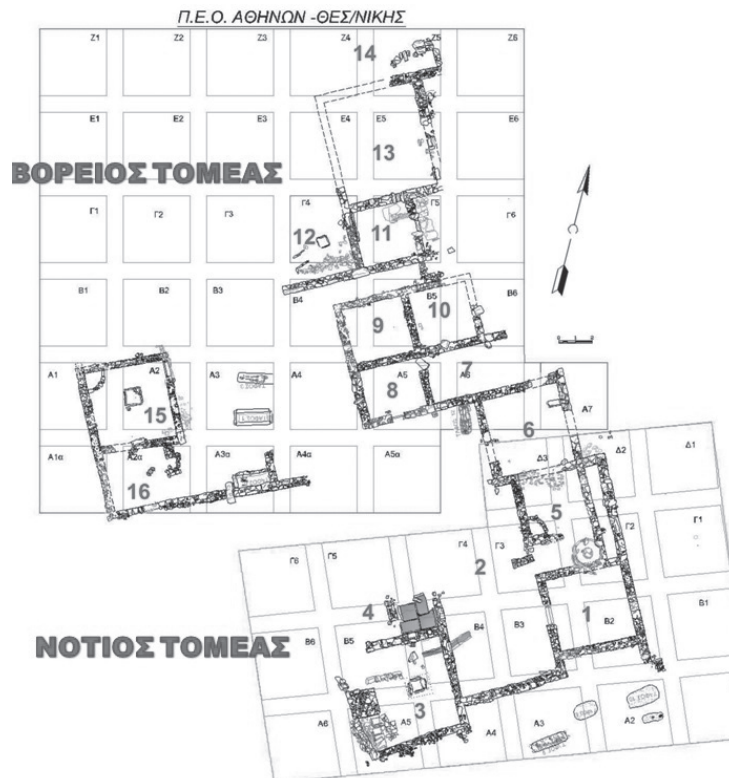 Π.Ε.Ο. ΑΘΗΝΩΝ -ΘΕΣ/ΝΙΚΗΣ
Ζ1 Ζ2 Ζ3 Ζ4 Ζ5 Ζ6
14
Ε1 Ε2 Ε3 Ε4 Ε5 Ε6
13
ΒΟΡΕΙΟΣ ΤΟΜΕΑΣ
Γ1 Γ2 Γ3 Γ4 Γ5 Γ6
12 11
Β1 Β2 Β3 Β4 Β5 Β6
9 10
Α1 Α2 Α3 Α4 Α5 Α6
7
8
15
6 Α7
Α1α Α2α Α3α Α4α Α5α
16
Δ3 Δ2 Δ1
5
Γ6 Γ5 Γ4 Γ3 Γ2 Γ1
2
4 1
Β6 Β5 Β4 Β3 Β2 Β1
ΝΟΤΙΟΣ ΤΟΜΕΑΣ
3
Α6 Α5 Α4 Α3 Α2